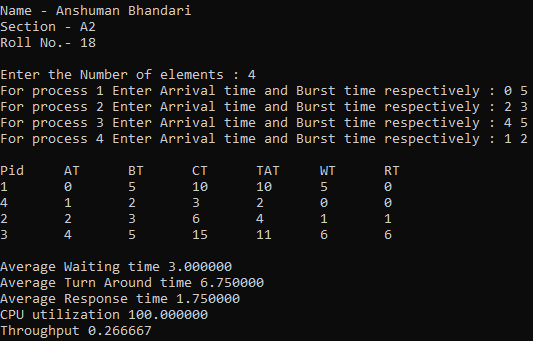 Name - Anshuman Bhandari
Section - A2
Roll No.- 18
Enter the Number of elements : 4
For process 1 Enter Arrival time and Burst time respectively : 0 5
For process 2 Enter Arrival time and Burst time respectively : 2 3
For process 3 Enter Arrival time and Burst time respectively : 4 5
For process 4 Enter Arrival time and Burst time respectively : 1 2
Pid AT BT CT TAT WT RT
1 0 5 10 10 5 0
4 1 2 3 2 0 0
2 2 3 6 4 1 1
3 4 5 15 11 6 6
Average Waiting time 3.000000
Average Turn Around time 6.750000
Average Response time 1.750000
CPU utilization 100.000000
Throughput 0.266667